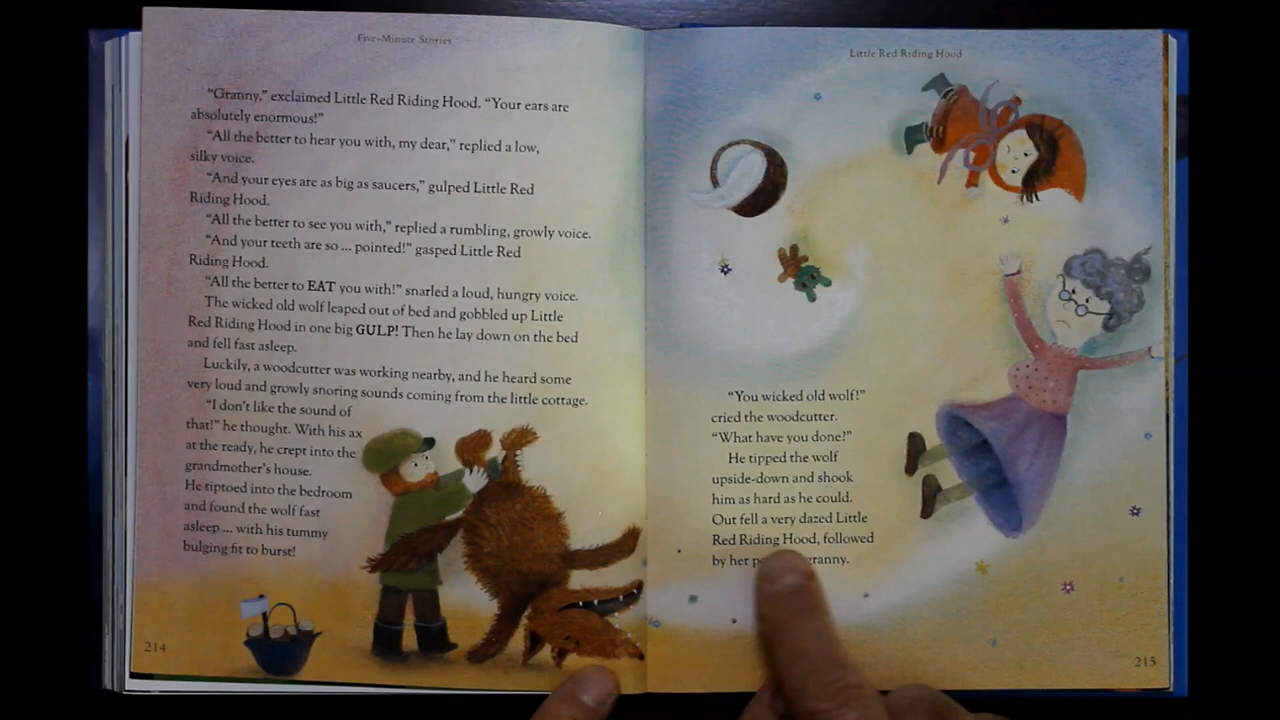 Five-Minute Stories
"Granny," exclaimed Little Red Riding Hood. "Your ears are
absolutely enormous!"
"All the better to hear you with, my dear," replied a low,
silky voice.
"And your eyes are as big as saucers," gulped Little Red
Riding Hood.
"All the better to see you with," replied a rumbling, growly voice.
"And your teeth are so ... pointed!" gasped Little Red
Riding Hood.
"All the better to EAT you with!" snarled a loud, hungry voice.
The wicked old wolf leaped out of bed and gobbled up Little
Red Riding Hood in one big GULP! Then he lay down on the bed
and fell fast asleep.
Luckily, a woodcutter was working nearby, and he heard some
very loud and growly snoring sounds coming from the little cottage.
"I don't like the sound of
that!" he thought. With his ax
at the ready, he crept into the
grandmother's house.
He tiptoed into the bedroom
and found the wolf fast
asleep ... with his tummy
bulging fit to burst!
214
Little Red Riding Hood
"You wicked old wolf!"
cried the woodcutter.
"What have you done?"
He tipped the wolf
upside-down and shook
him as hard as he could.
Out fell a very dazed Little
Red Riding Hood, followed
by her granny.
215